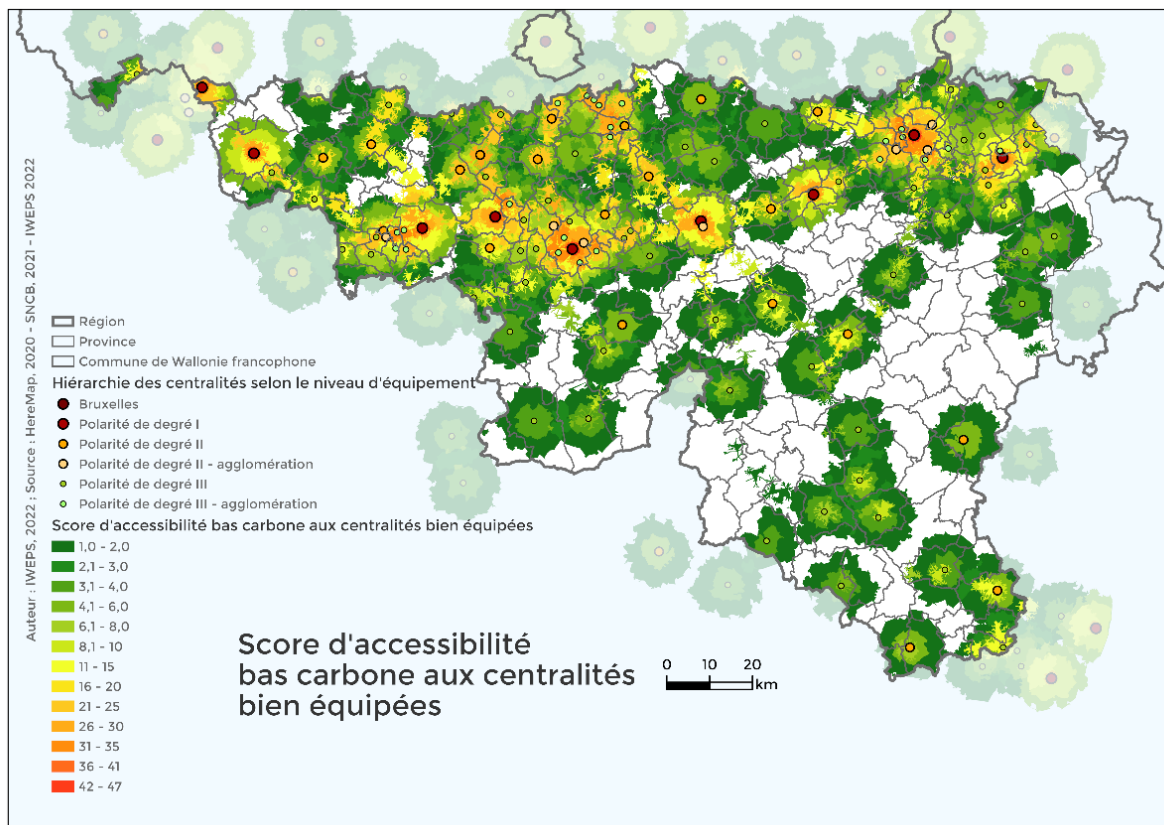 Auteur : IWEPS, 2022 ; Source : HereMap, 2020 - SNCB, 2021 - IWEPS 2022
Région
Province
Commune de Wallonie francophone
Hiérarchie des centralités selon le niveau d'équipement
Bruxelles
Polarité de degré I
Polarité de degré II
Polarité de degré II - agglomération
Polarité de degré III
Polarité de degré III - agglomération
Score d'accessibilité bas carbone aux centralités bien équipées
1,0 - 2,0
2,1 - 3,0
3,1 - 4,0
4,1 - 6,0
6,1 - 8,0
8,1 - 10
11 - 15
16 - 20
21 - 25
26 - 30
31 - 35
36 - 41
42 - 47
Score d'accessibilité
bas carbone aux centralités
bien équipées
0 10 20
km